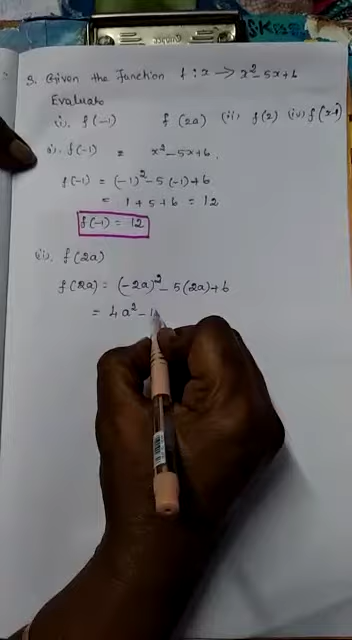 3. Given the Function f : x → x² - 5x + 6
Evaluate
(i). f(-1) f(2a) (ii) f(2) (iv) f(x-1)
i). f(-1) = x² - 5x + 6.
f(-1) = (-1)² - 5(-1) + 6
= 1 + 5 + 6 = 12
f(-1) = 12
(ii). f(2a)
f(2a) = (-2a)² - 5(2a) + 6
= 4a² - 1